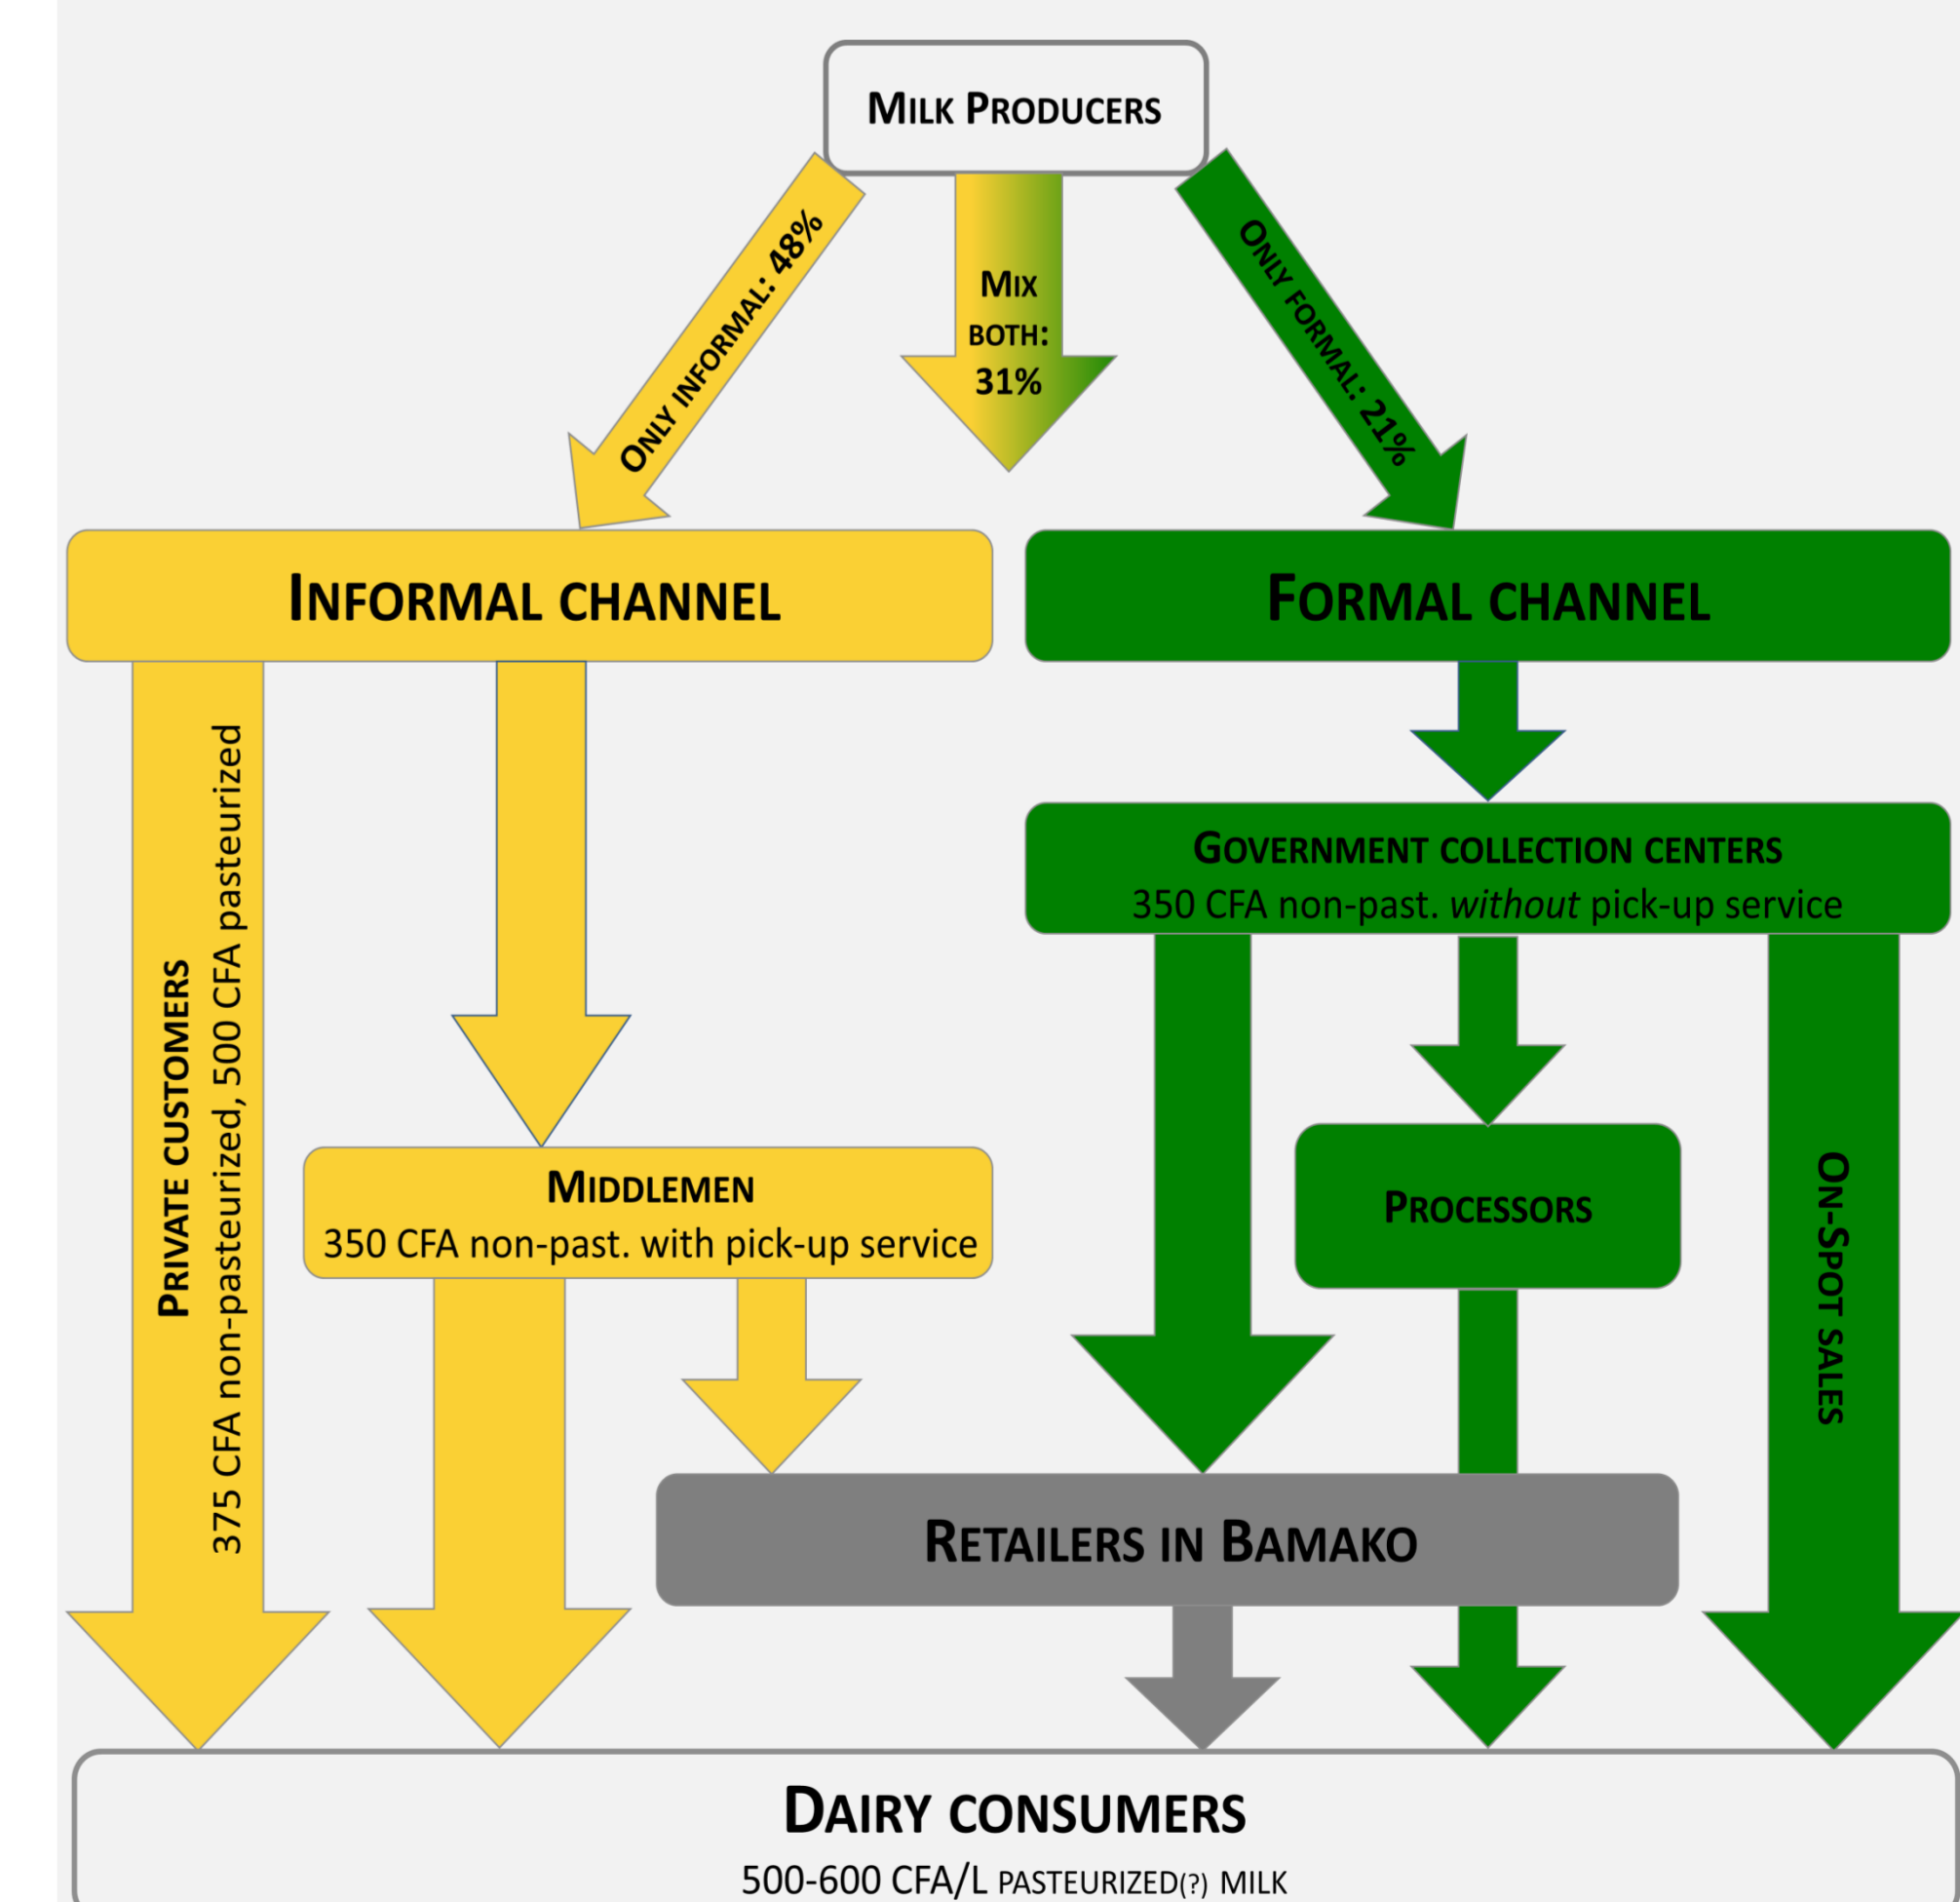 MILK PRODUCERS
ONLY INFORMAL: 48%
MIX
BOTH:
31%
ONLY FORMAL: 21%
INFORMAL CHANNEL
FORMAL CHANNEL
GOVERNMENT COLLECTION CENTERS
350 CFA non-past. without pick-up service
PRIVATE CUSTOMERS
375 CFA non-pasteurized, 500 CFA pasteurized
MIDDLEMEN
350 CFA non-past. with pick-up service
PROCESSORS
ON-SPOT SALES
RETAILERS IN BAMAKO
DAIRY CONSUMERS
500-600 CFA/L PASTEURIZED(?) MILK